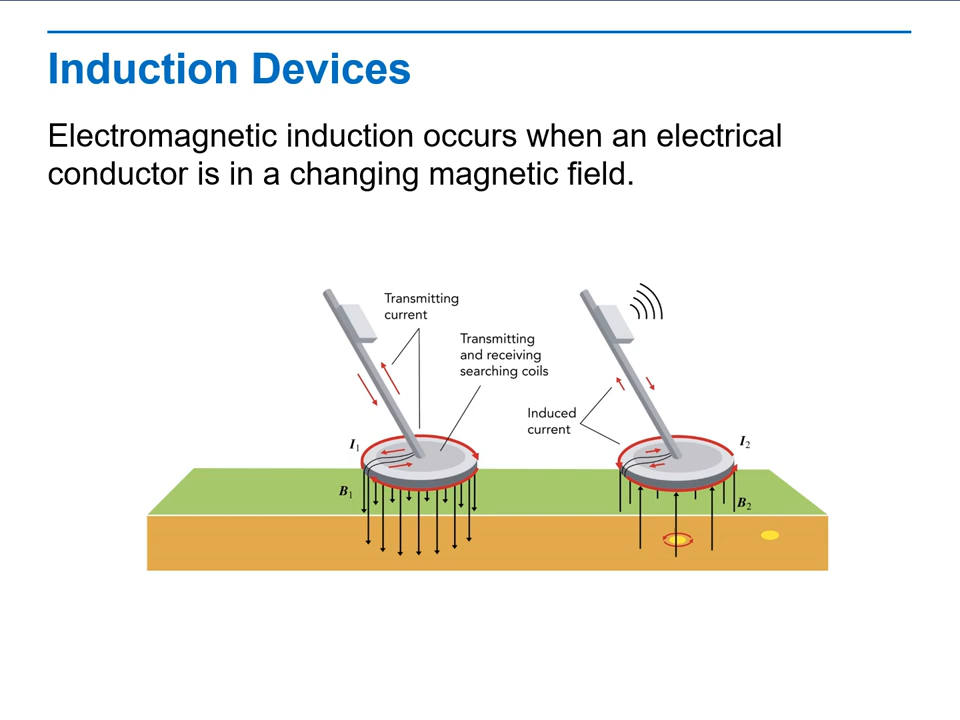 Induction Devices
Electromagnetic induction occurs when an electrical
conductor is in a changing magnetic field.
Transmitting
current
Transmitting
and receiving
searching coils
Induced
current
I₁
B₁
I₂
B₂